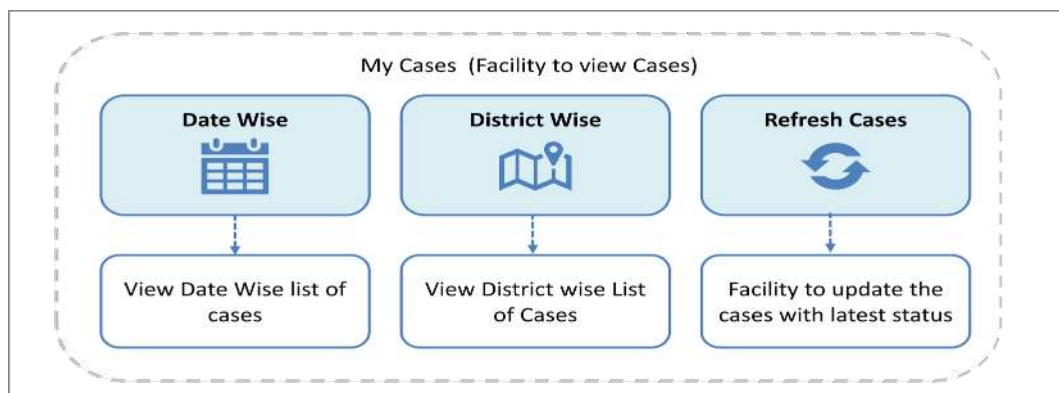 My Cases (Facility to view Cases)
Date Wise
District Wise
Refresh Cases
View Date Wise list of
cases
View District wise List
of Cases
Facility to update the
cases with latest status